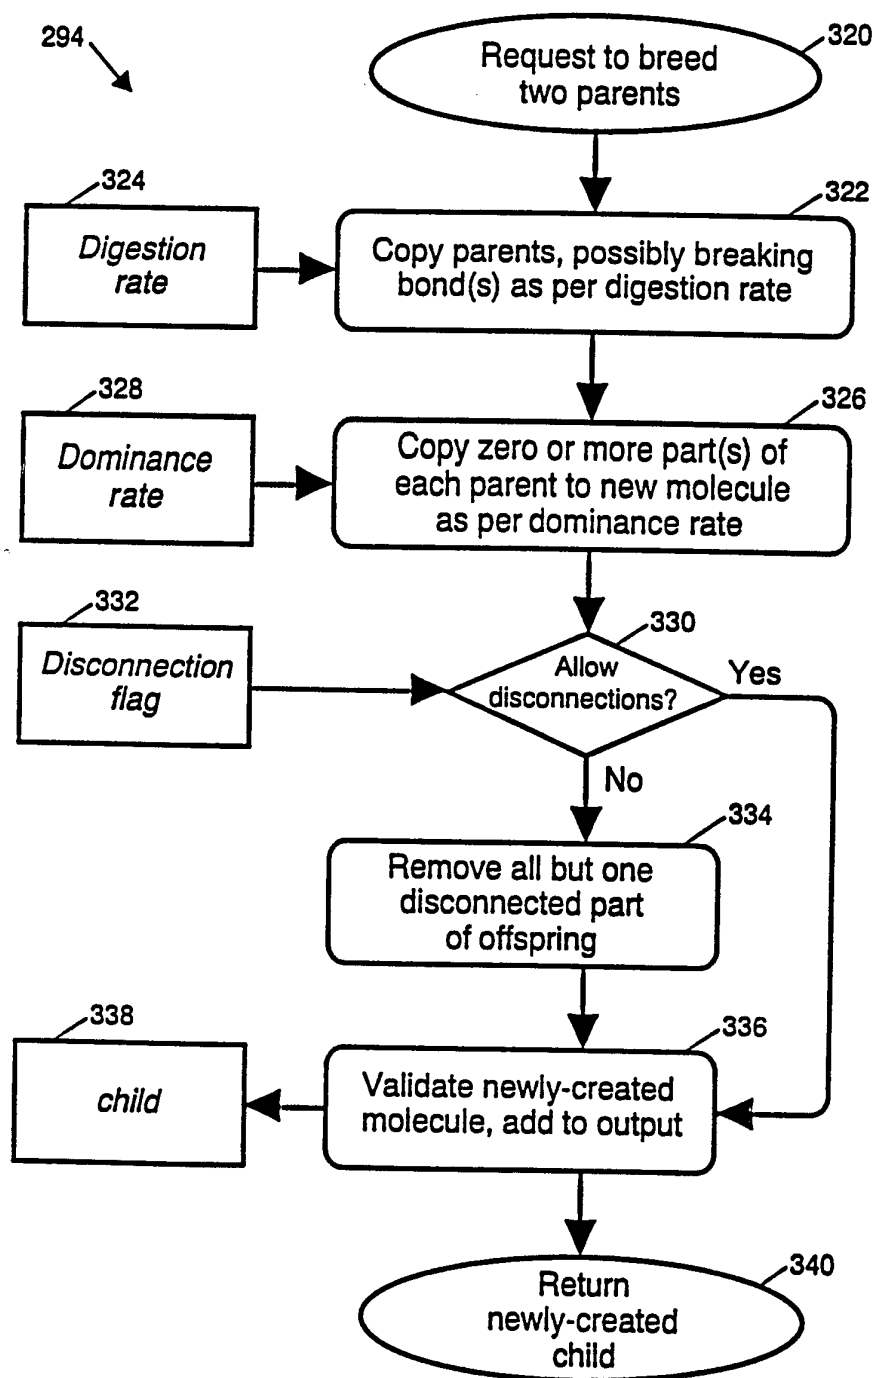 294
320
Request to breed
two parents
324
322
Digestion
rate
Copy parents, possibly breaking
bond(s) as per digestion rate
328
326
Dominance
rate
Copy zero or more part(s) of
each parent to new molecule
as per dominance rate
332
330
Disconnection
flag
Allow
disconnections?
Yes
No
334
Remove all but one
disconnected part
of offspring
338
336
child
Validate newly-created
molecule, add to output
340
Return
newly-created
child